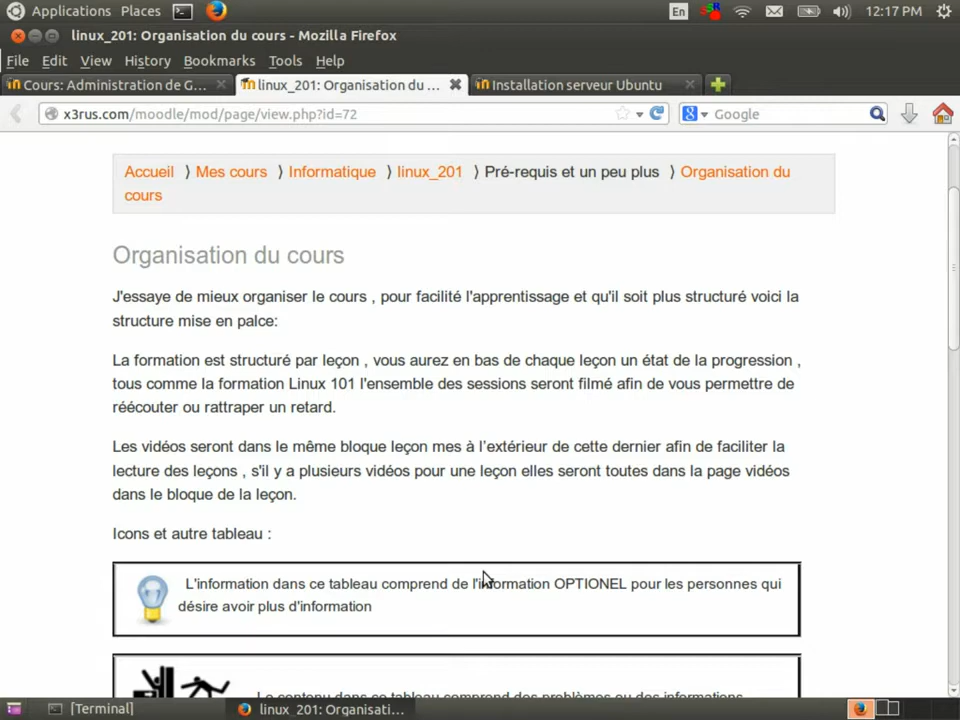 Applications Places En 12:17 PM
linux_201: Organisation du cours - Mozilla Firefox
File Edit View History Bookmarks Tools Help
Cours: Administration de G... linux_201: Organisation du ... Installation serveur Ubuntu
x3rus.com/moodle/mod/page/view.php?id=72 Google
Accueil Mes cours Informatique linux_201 Pré-requis et un peu plus Organisation du
cours
Organisation du cours
J'essaye de mieux organiser le cours , pour facilité l'apprentissage et qu'il soit plus structuré voici la
structure mise en palce:
La formation est structuré par leçon , vous aurez en bas de chaque leçon un état de la progression ,
tous comme la formation Linux 101 l'ensemble des sessions seront filmé afin de vous permettre de
réécouter ou rattraper un retard.
Les vidéos seront dans le même bloque leçon mes à l'extérieur de cette dernier afin de faciliter la
lecture des leçons , s'il y a plusieurs vidéos pour une leçon elles seront toutes dans la page vidéos
dans le bloque de la leçon.
Icons et autre tableau :
L'information dans ce tableau comprend de l'information OPTIONEL pour les personnes qui
désire avoir plus d'information
Le contenu dans ce tableau comprend des problèmes ou des informations
[Terminal] linux_201: Organisati...